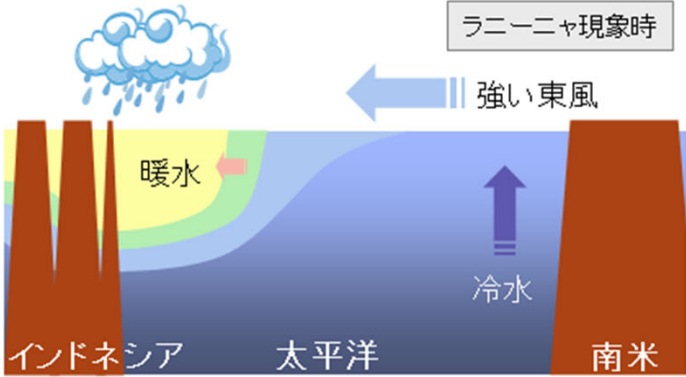 ラニーニャ現象時
強い東風
暖水
冷水
インドネシア
太平洋
南米